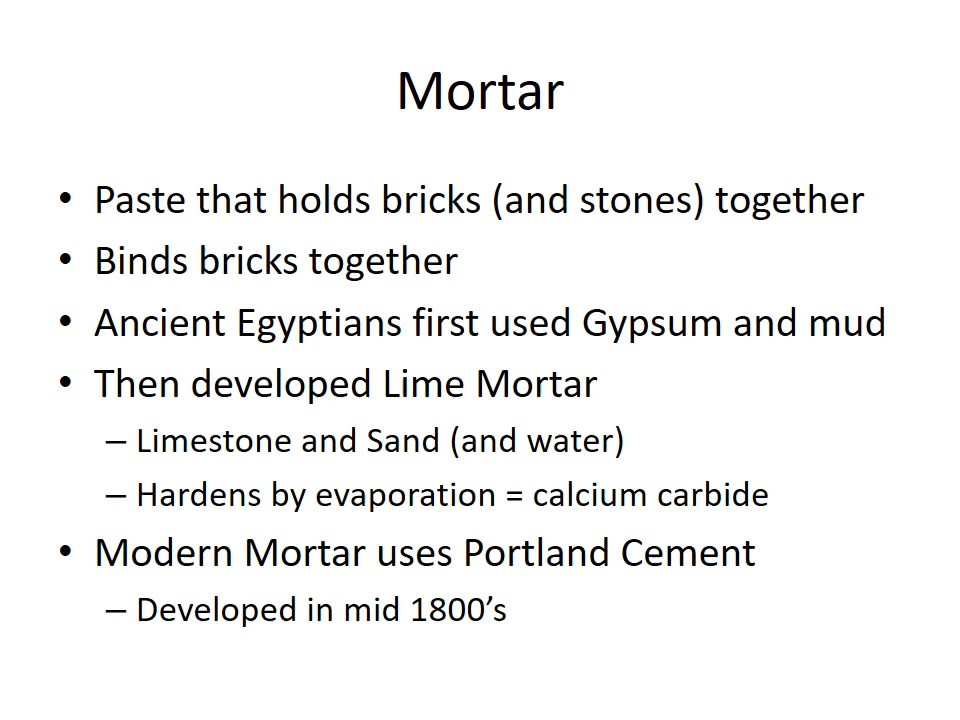 Mortar
• Paste that holds bricks (and stones) together
• Binds bricks together
• Ancient Egyptians first used Gypsum and mud
• Then developed Lime Mortar
– Limestone and Sand (and water)
– Hardens by evaporation = calcium carbide
• Modern Mortar uses Portland Cement
– Developed in mid 1800’s